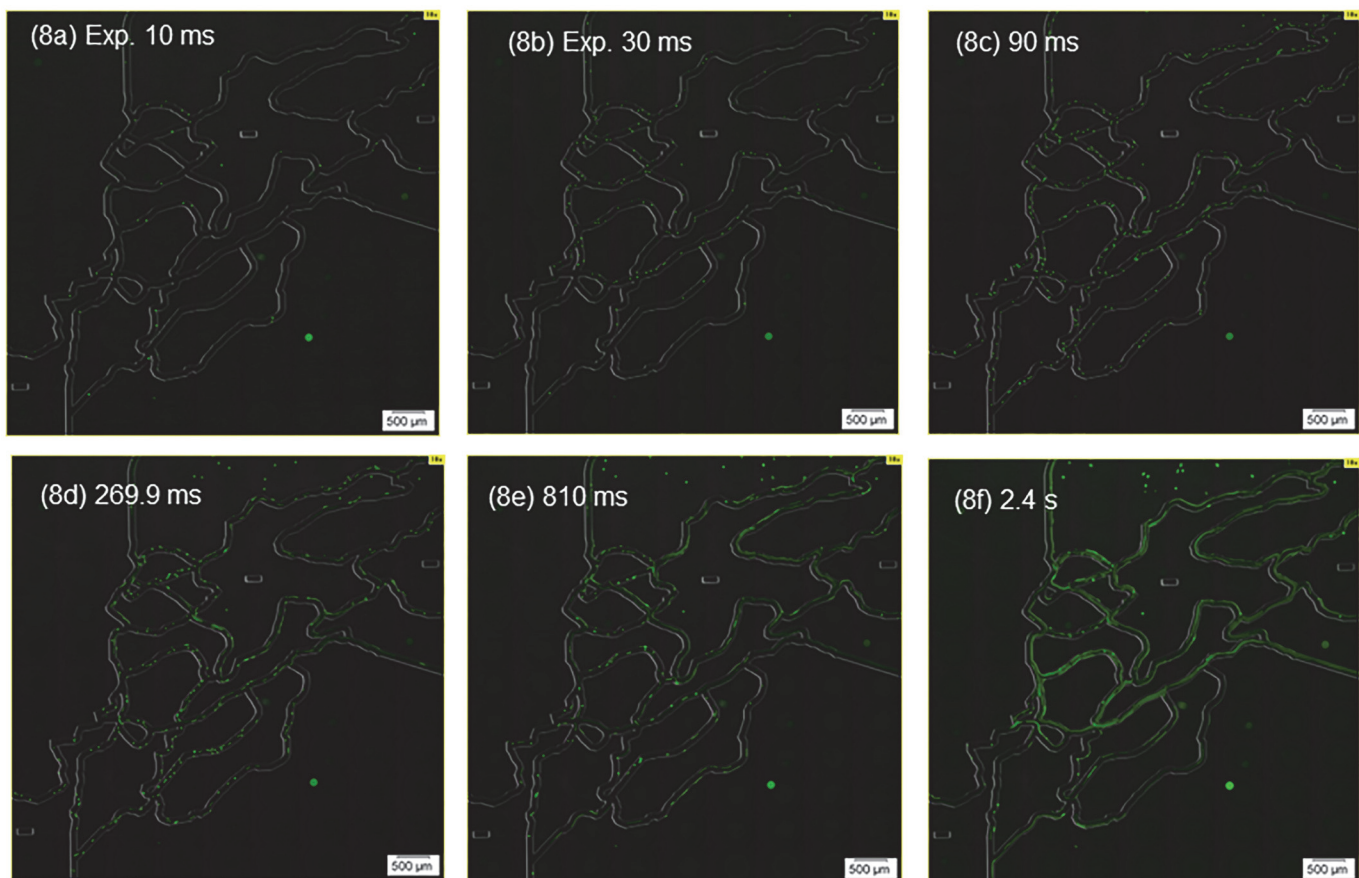 (8a) Exp. 10 ms
(8b) Exp. 30 ms
(8c) 90 ms
500 µm
500 µm
500 µm
(8d) 269.9 ms
(8e) 810 ms
(8f) 2.4 s
500 µm
500 µm
500 µm